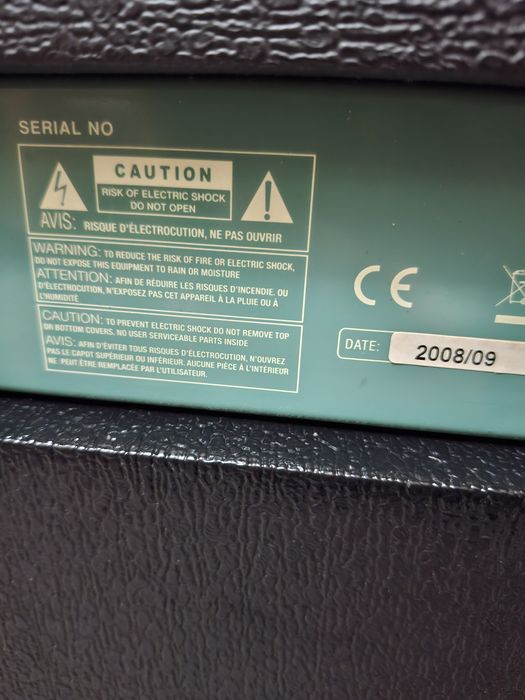 SERIAL NO
CAUTION
RISK OF ELECTRIC SHOCK
DO NOT OPEN
AVIS: RISQUE D'ÉLECTROCUTION, NE PAS OUVRIR
WARNING: TO REDUCE THE RISK OF FIRE OR ELECTRIC SHOCK,
DO NOT EXPOSE THIS EQUIPMENT TO RAIN OR MOISTURE
ATTENTION: AFIN DE RÉDUIRE LES RISQUES D'INCENDIE, OU
D'ÉLECTROCUTION, N'EXPOSEZ PAS CET APPAREIL À LA PLUIE OU À
L'HUMIDITÉ
CAUTION: TO PREVENT ELECTRIC SHOCK DO NOT REMOVE TOP
OR BOTTOM COVERS. NO USER SERVICEABLE PARTS INSIDE
AVIS: AFIN D'ÉVITER TOUS RISQUES D'ÉLECTROCUTION, N'OUVREZ
PAS LE CAPOT SUPÉRIEUR OU INFÉRIEUR. AUCUNE PIÈCE À L'INTÉRIEUR
NE PEUT ÊTRE REMPLACÉE PAR L'UTILISATEUR.
CE
DATE: 2008/09